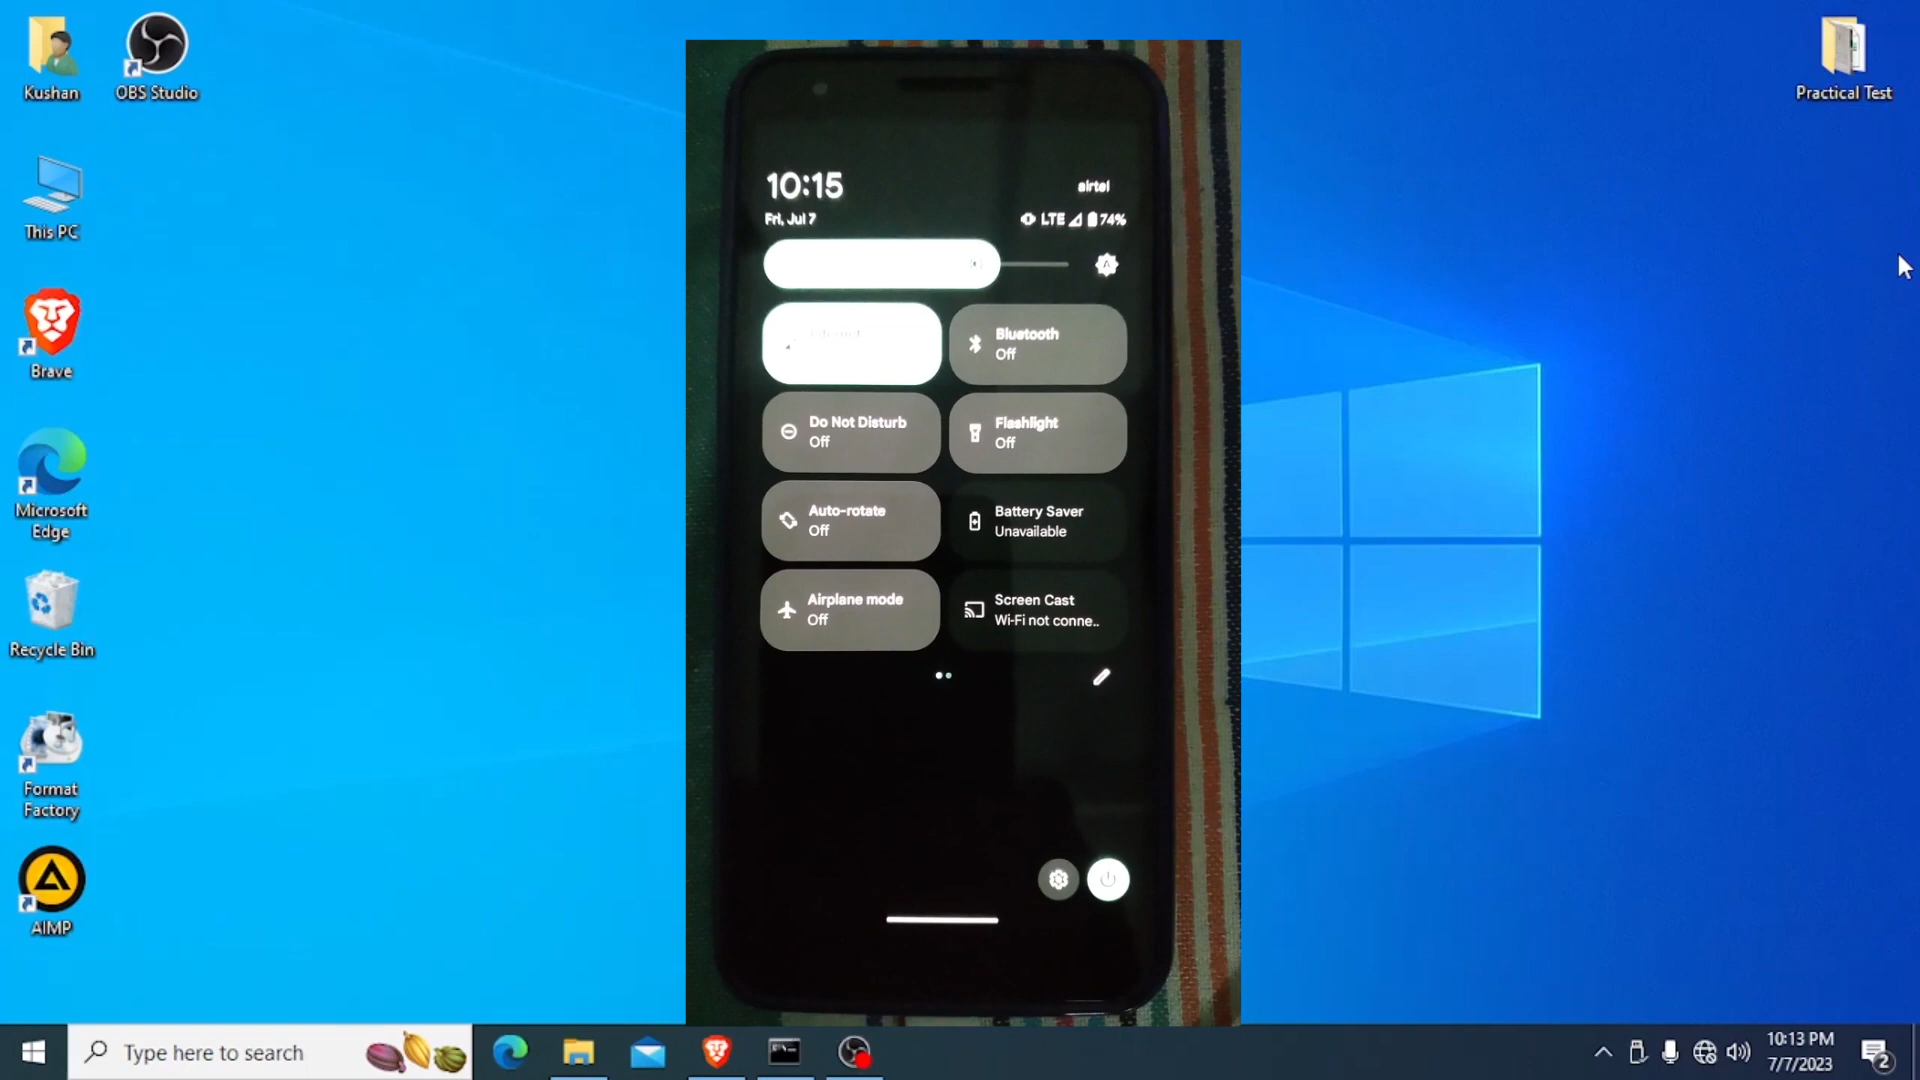 Kushan
OBS Studio
Practical Test
This PC
Brave
Microsoft
Edge
Recycle Bin
Format
Factory
AIMP
10:15
airtel
Fri, Jul 7
LTE 74%
Internet
Bluetooth
Off
Do Not Disturb
Off
Flashlight
Off
Auto-rotate
Off
Battery Saver
Unavailable
Airplane mode
Off
Screen Cast
Wi-Fi not conne..
Type here to search
10:13 PM
7/7/2023
2